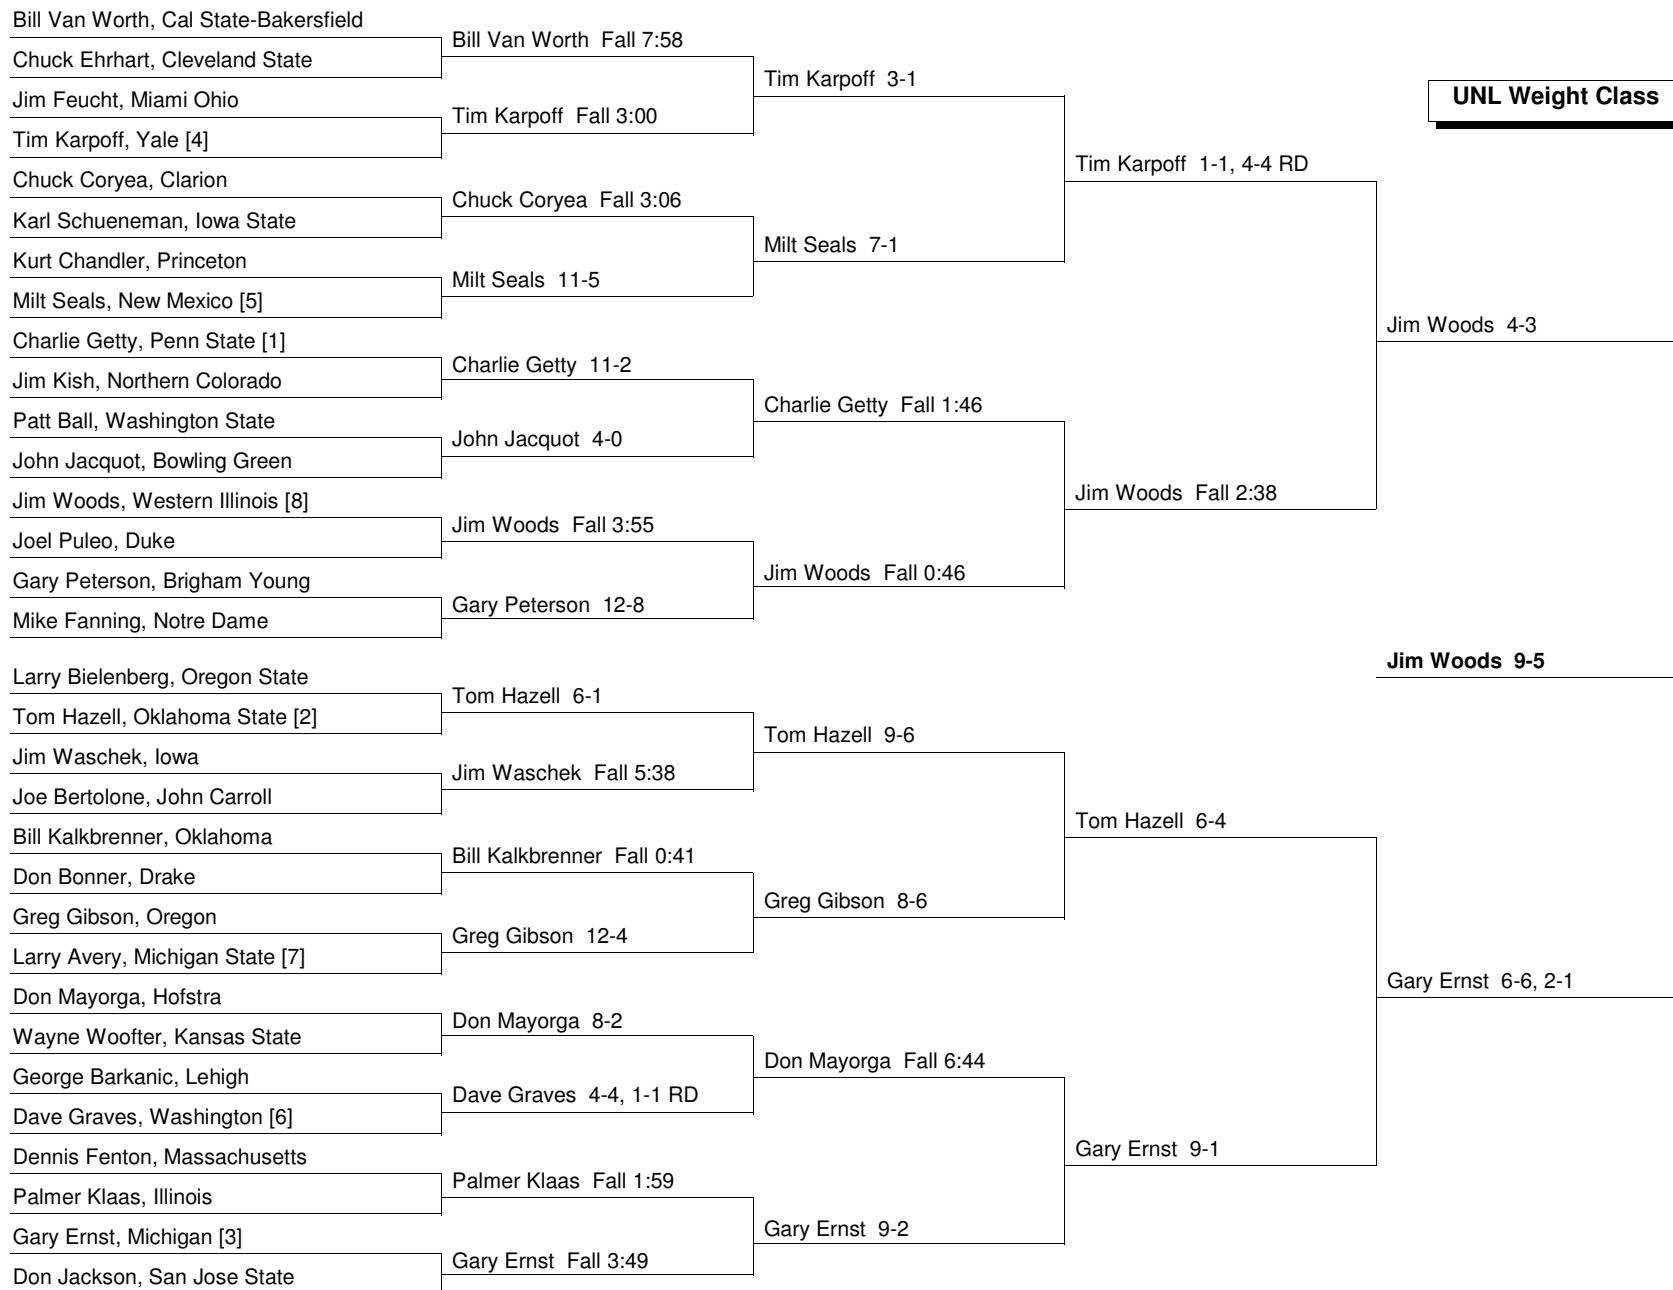 Bill Van Worth, Cal State-Bakersfield
Chuck Ehrhart, Cleveland State
Jim Feucht, Miami Ohio
Tim Karpoff, Yale [4]
Chuck Coryea, Clarion
Karl Schueneman, Iowa State
Kurt Chandler, Princeton
Milt Seals, New Mexico [5]
Charlie Getty, Penn State [1]
Jim Kish, Northern Colorado
Patt Ball, Washington State
John Jacquot, Bowling Green
Jim Woods, Western Illinois [8]
Joel Puleo, Duke
Gary Peterson, Brigham Young
Mike Fanning, Notre Dame
Larry Bielenberg, Oregon State
Tom Hazell, Oklahoma State [2]
Jim Waschek, Iowa
Joe Bertolone, John Carroll
Bill Kalkbrenner, Oklahoma
Don Bonner, Drake
Greg Gibson, Oregon
Larry Avery, Michigan State [7]
Don Mayorga, Hofstra
Wayne Woofter, Kansas State
George Barkanic, Lehigh
Dave Graves, Washington [6]
Dennis Fenton, Massachusetts
Palmer Klaas, Illinois
Gary Ernst, Michigan [3]
Don Jackson, San Jose State
Bill Van Worth Fall 7:58
Tim Karpoff Fall 3:00
Chuck Coryea Fall 3:06
Milt Seals 11-5
Charlie Getty 11-2
John Jacquot 4-0
Jim Woods Fall 3:55
Gary Peterson 12-8
Tom Hazell 6-1
Jim Waschek Fall 5:38
Bill Kalkbrenner Fall 0:41
Greg Gibson 12-4
Don Mayorga 8-2
Dave Graves 4-4, 1-1 RD
Palmer Klaas Fall 1:59
Gary Ernst Fall 3:49
Tim Karpoff 3-1
Milt Seals 7-1
Charlie Getty Fall 1:46
Jim Woods Fall 0:46
Tom Hazell 9-6
Greg Gibson 8-6
Don Mayorga Fall 6:44
Gary Ernst 9-2
Tim Karpoff 1-1, 4-4 RD
Jim Woods Fall 2:38
Tom Hazell 6-4
Gary Ernst 9-1
UNL Weight Class
Jim Woods 4-3
Jim Woods 9-5
Gary Ernst 6-6, 2-1